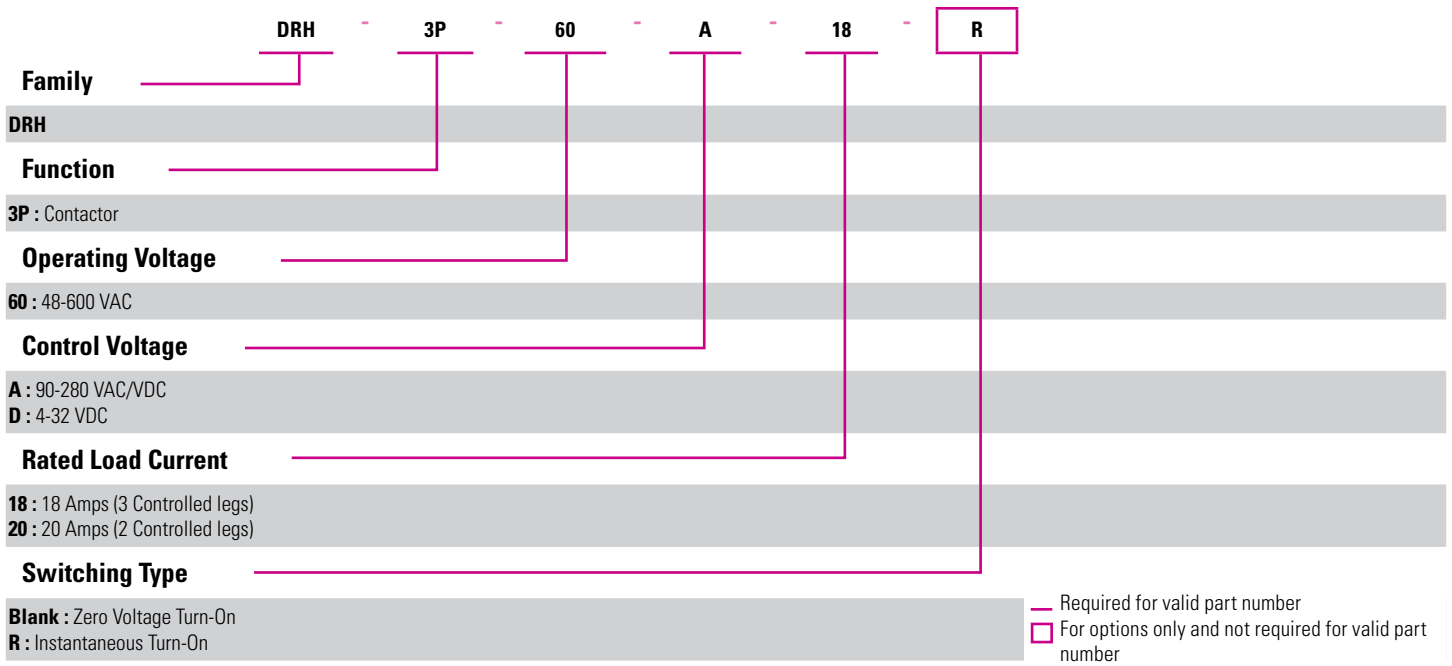 DRH - 3P - 60 - A - 18 - R
Family
DRH
Function
3P : Contactor
Operating Voltage
60 : 48-600 VAC
Control Voltage
A : 90-280 VAC/VDC
D : 4-32 VDC
Rated Load Current
18 : 18 Amps (3 Controlled legs)
20 : 20 Amps (2 Controlled legs)
Switching Type
Blank : Zero Voltage Turn-On
R : Instantaneous Turn-On
Required for valid part number
For options only and not required for valid part
number